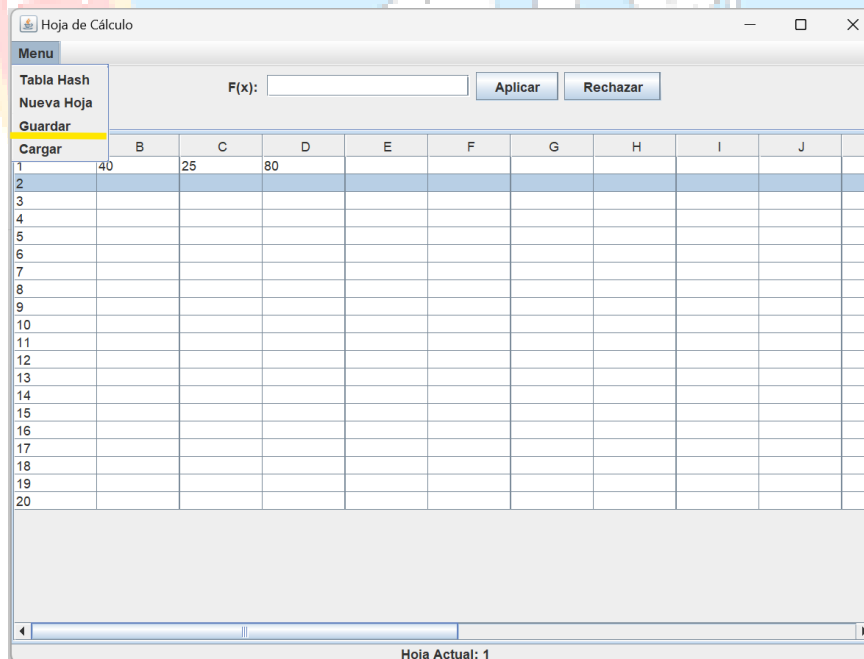 Hoja de Cálculo
Menu
Tabla Hash
Nueva Hoja
Guardar
Cargar
F(x): Aplicar Rechazar
B C D E F G H I J
1 40 25 80
2
3
4
5
6
7
8
9
10
11
12
13
14
15
16
17
18
19
20
Hoja Actual: 1